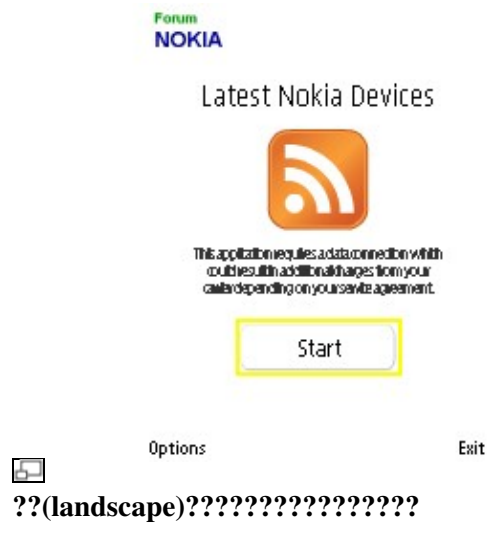 Forum
NOKIA
Latest Nokia Devices
This application requires a data connection which
could result in additional charges from your
carrier depending on your service agreement.
Start
Options Exit
??(landscape)????????????????